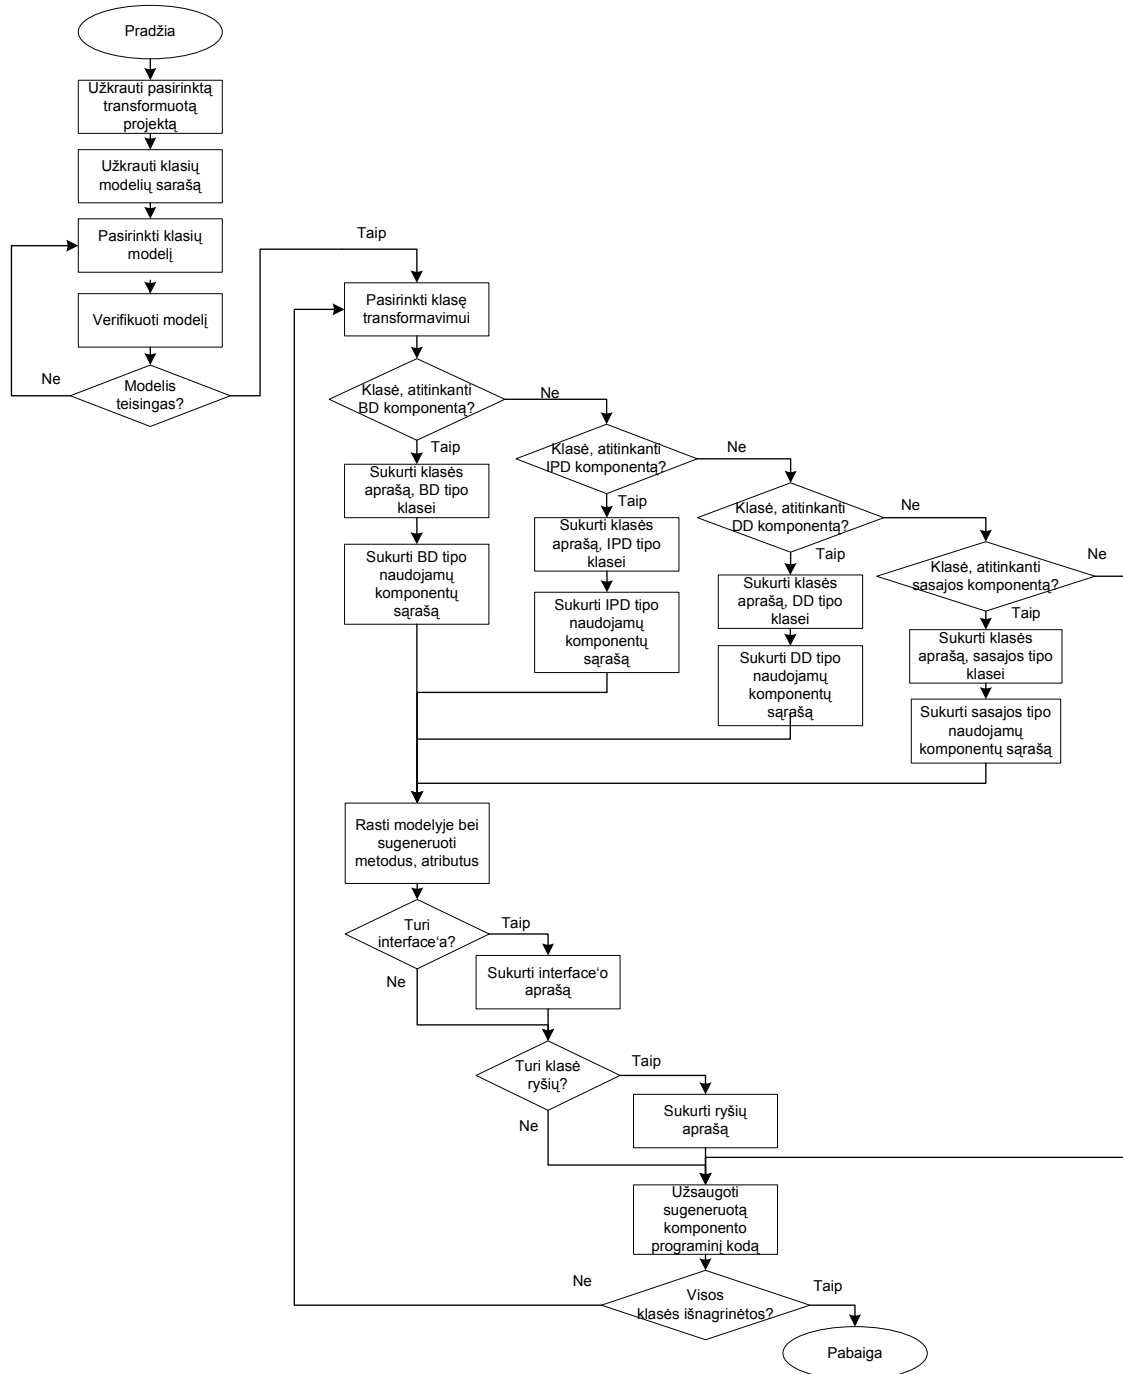 Pradžia
Užkrauti pasirinktą
transformuotą
projektą
Užkrauti klasių
modelių sarašą
Pasirinkti klasių
modelį
Verifikuoti modelį
Modelis
teisingas?
Ne
Taip
Pasirinkti klasę
transformavimui
Klasė, atitinkanti
BD komponentą?
Ne
Taip
Sukurti klasės
aprašą, BD tipo
klasei
Sukurti BD tipo
naudojamų
komponentų
sąrašą
Klasė, atitinkanti
IPD komponentą?
Ne
Taip
Sukurti klasės
aprašą, IPD tipo
klasei
Sukurti IPD tipo
naudojamų
komponentų
sąrašą
Klasė, atitinkanti
DD komponentą?
Ne
Taip
Sukurti klasės
aprašą, DD tipo
klasei
Sukurti DD tipo
naudojamų
komponentų
sąrašą
Klasė, atitinkanti
sasajos komponentą?
Ne
Taip
Sukurti klasės
aprašą, sasajos tipo
klasei
Sukurti sasajos tipo
naudojamų
komponentų sąrašą
Rasti modelyje bei
sugeneruoti
metodus, atributus
Turi
interface‘a?
Taip
Ne
Sukurti interface‘o
aprašą
Turi klasė
ryšių?
Taip
Ne
Sukurti ryšių
aprašą
Užsaugoti
sugeneruotą
komponento
programinį kodą
Visos
klasės išnagrinėtos?
Ne
Taip
Pabaiga